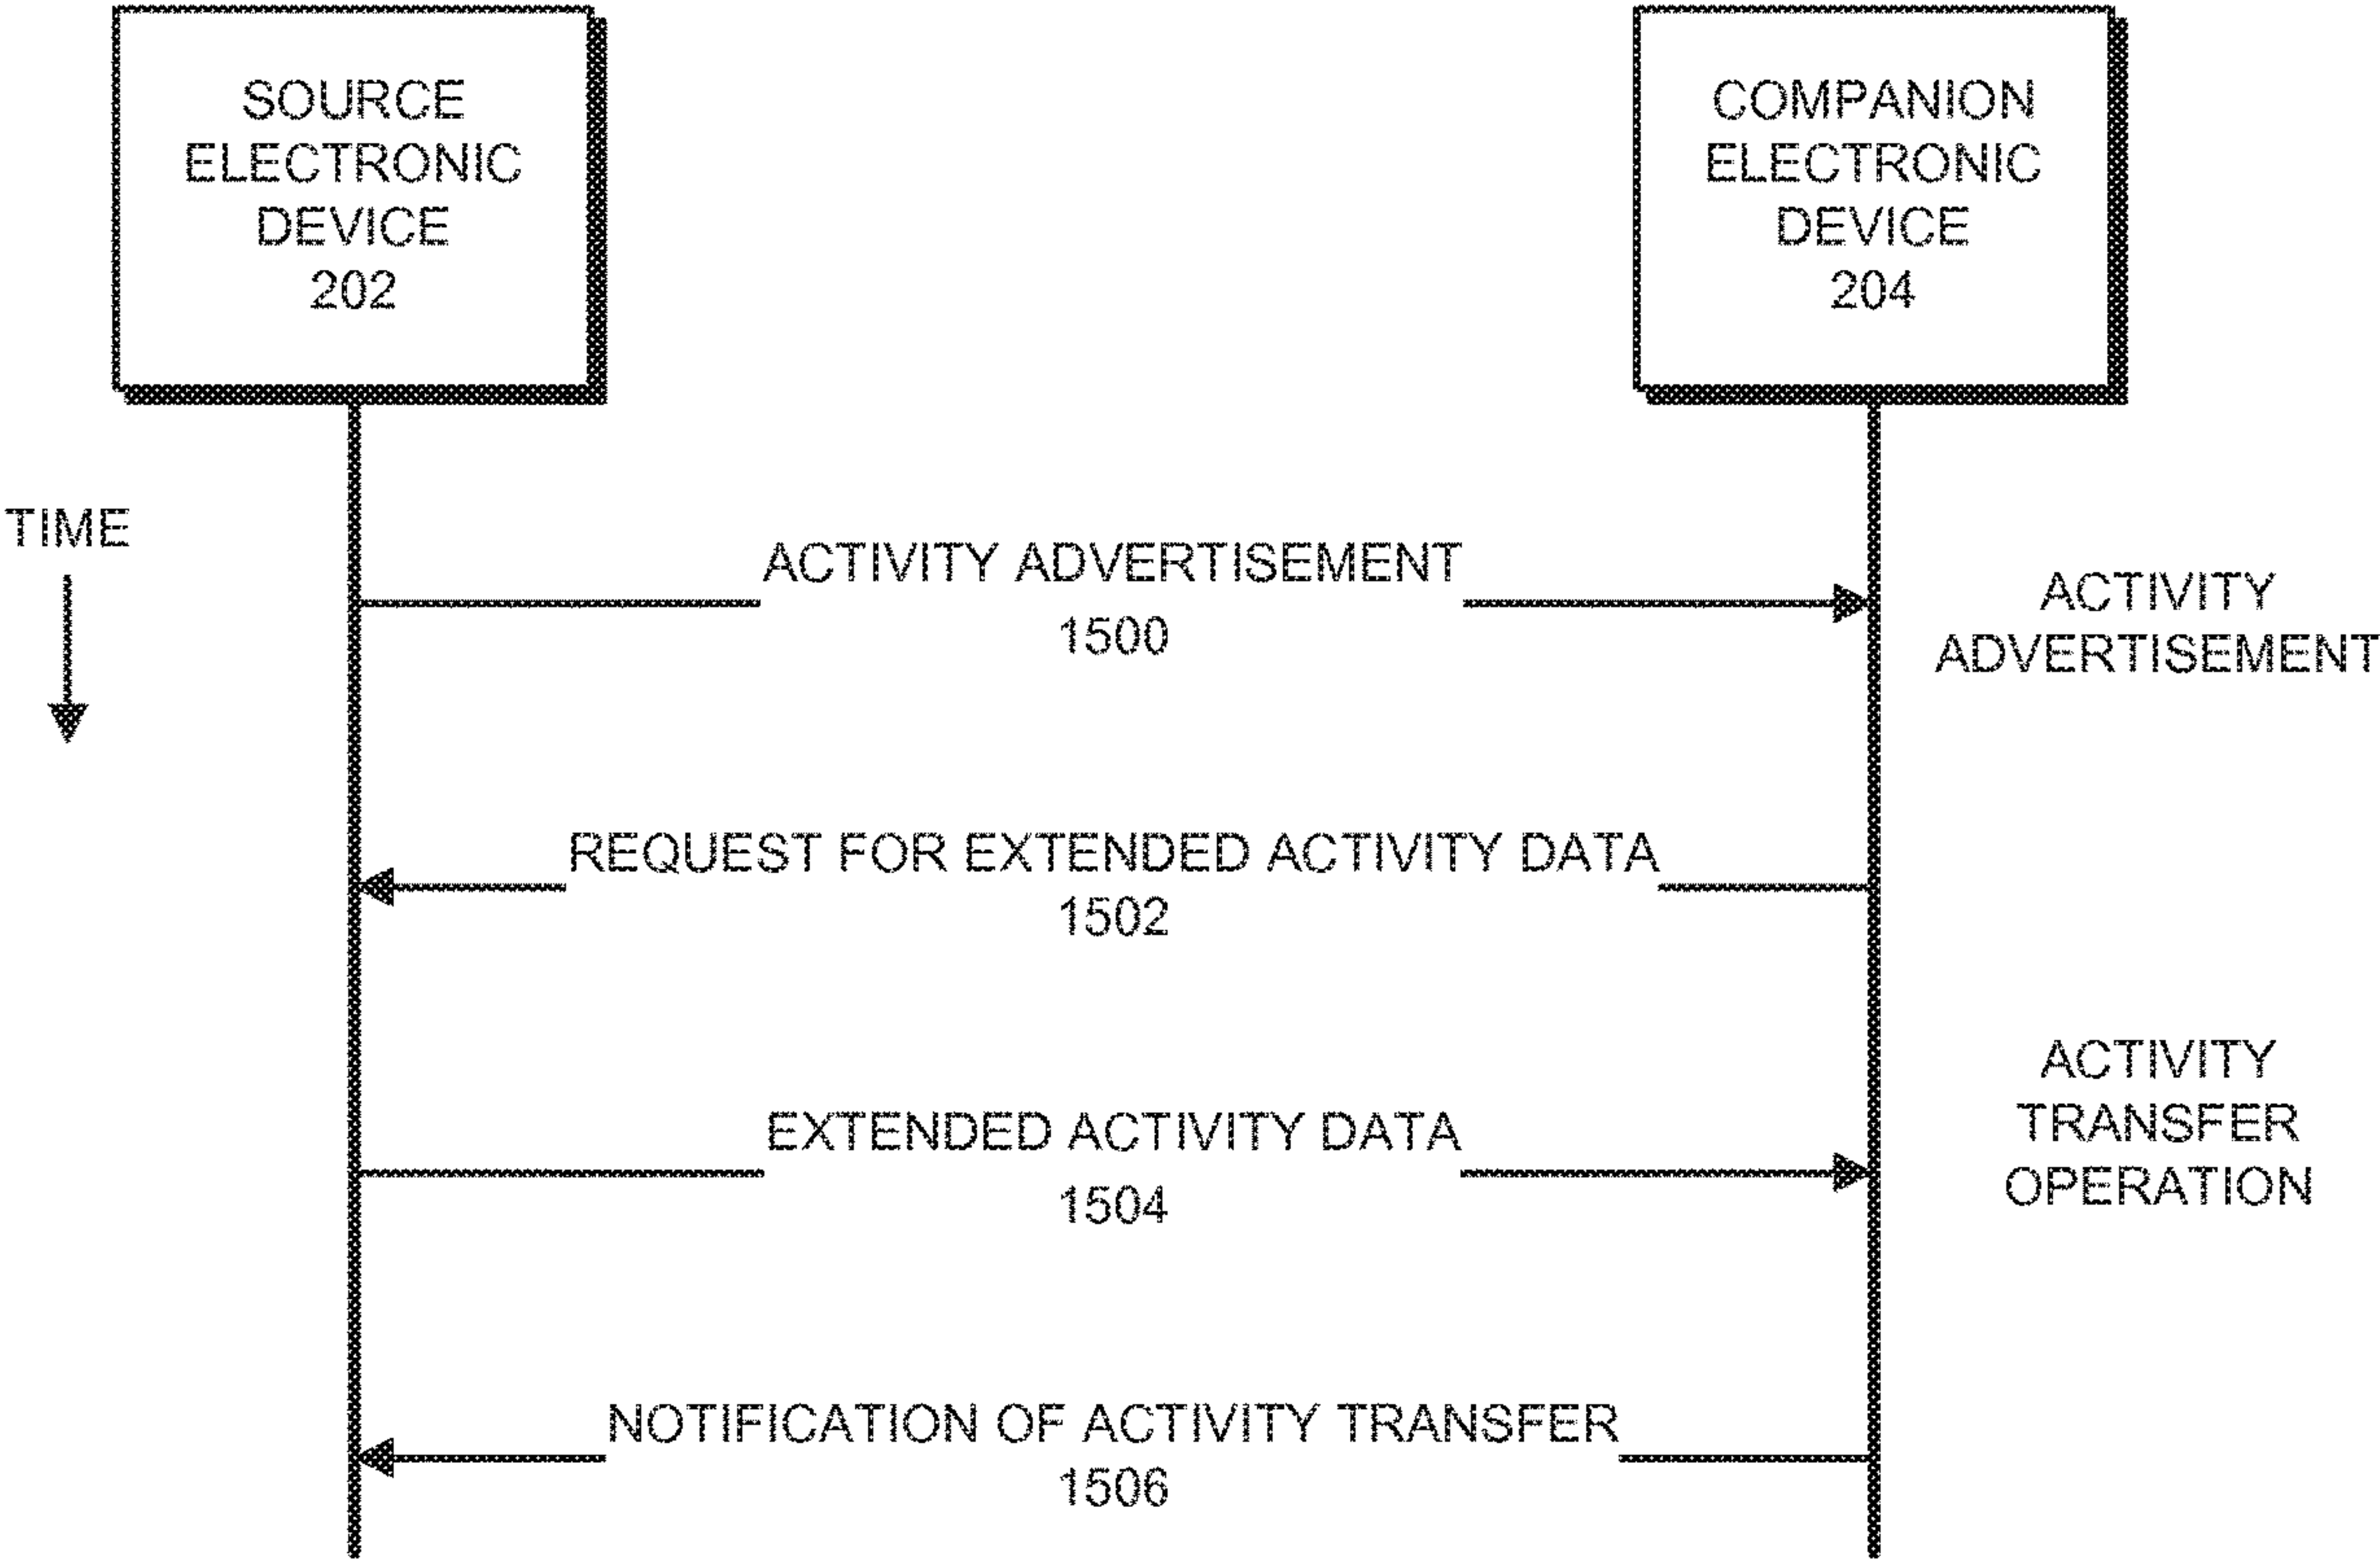 SOURCE
ELECTRONIC
DEVICE
202
COMPANION
ELECTRONIC
DEVICE
204
TIME
ACTIVITY ADVERTISEMENT
1500
ACTIVITY
ADVERTISEMENT
REQUEST FOR EXTENDED ACTIVITY DATA
1502
EXTENDED ACTIVITY DATA
1504
ACTIVITY
TRANSFER
OPERATION
NOTIFICATION OF ACTIVITY TRANSFER
1506